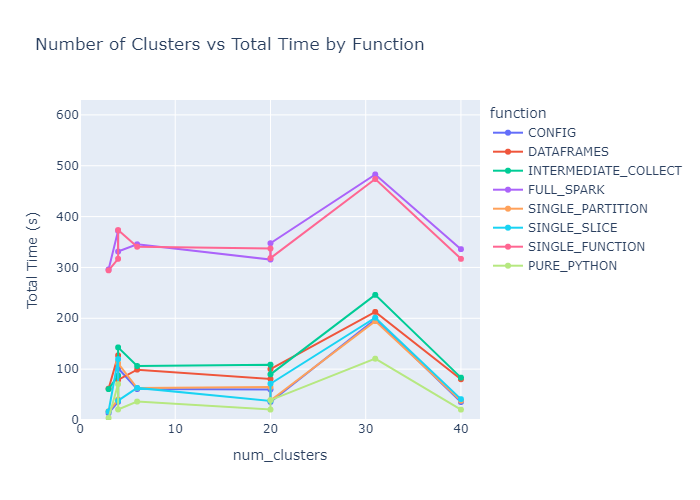 Number of Clusters vs Total Time by Function
function
CONFIG
DATAFRAMES
INTERMEDIATE_COLLECT
FULL_SPARK
SINGLE_PARTITION
SINGLE_SLICE
SINGLE_FUNCTION
PURE_PYTHON
Total Time (s)
600
500
400
300
200
100
0
0 10 20 30 40
num_clusters